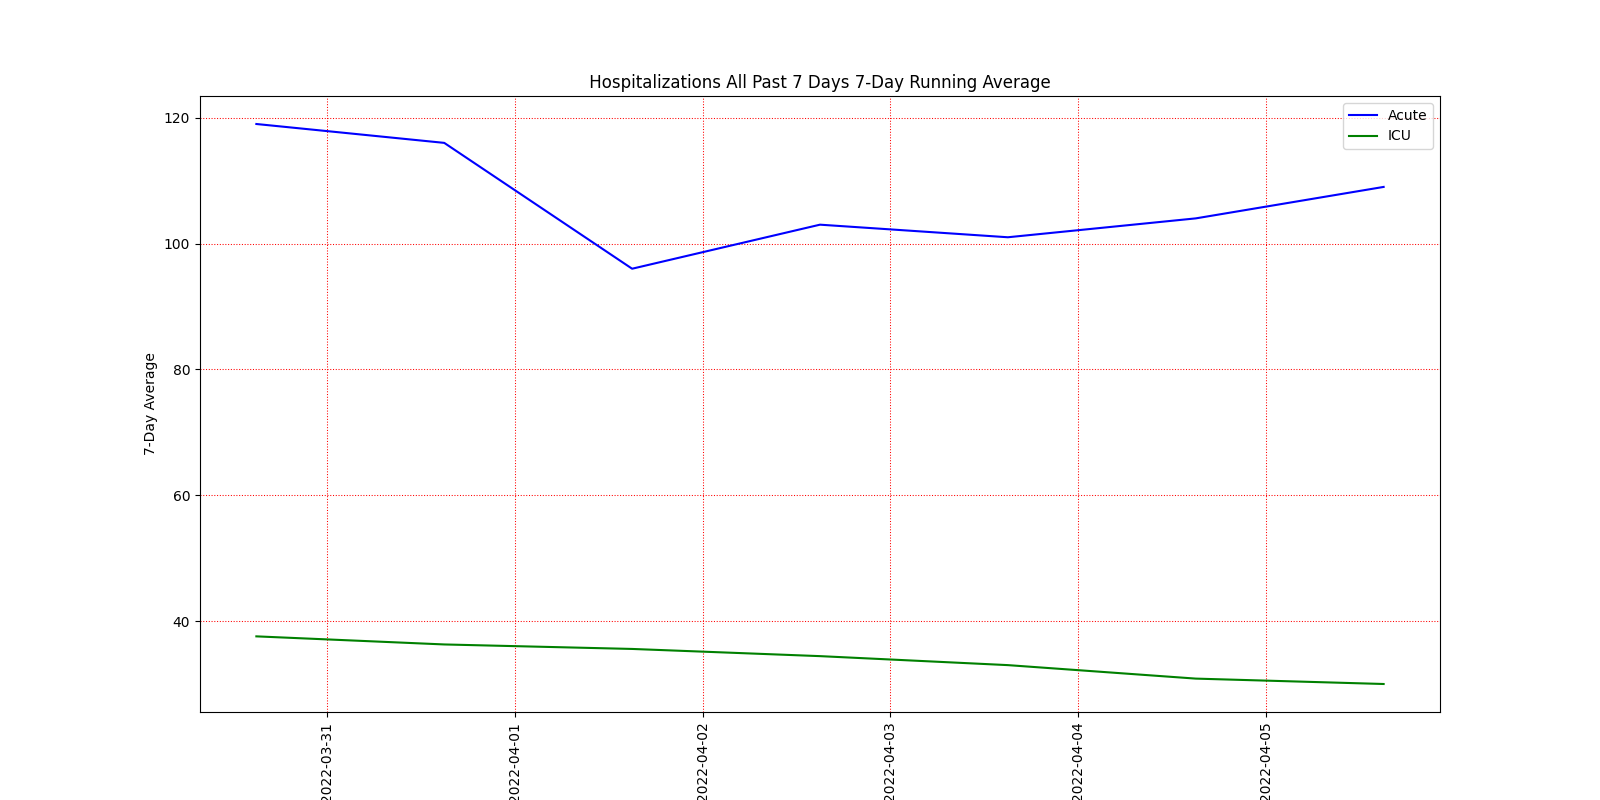 Hospitalizations All Past 7 Days 7-Day Running Average
120
100
80
60
40
7-Day Average
Acute
ICU
2022-03-31
2022-04-01
2022-04-02
2022-04-03
2022-04-04
2022-04-05